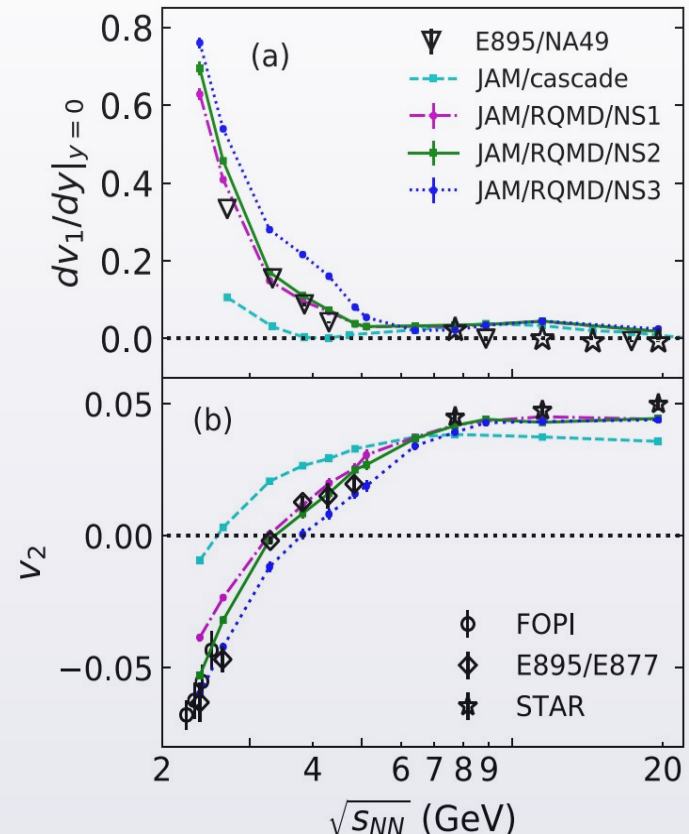 0.8
0.6
0.4
0.2
0.0
dv₁/dy|y = 0
(a)
E895/NA49
JAM/cascade
JAM/RQMD/NS1
JAM/RQMD/NS2
JAM/RQMD/NS3
0.05
0.00
−0.05
v₂
(b)
FOPI
E895/E877
STAR
2 4 6 7 8 9 20
√sNN (GeV)